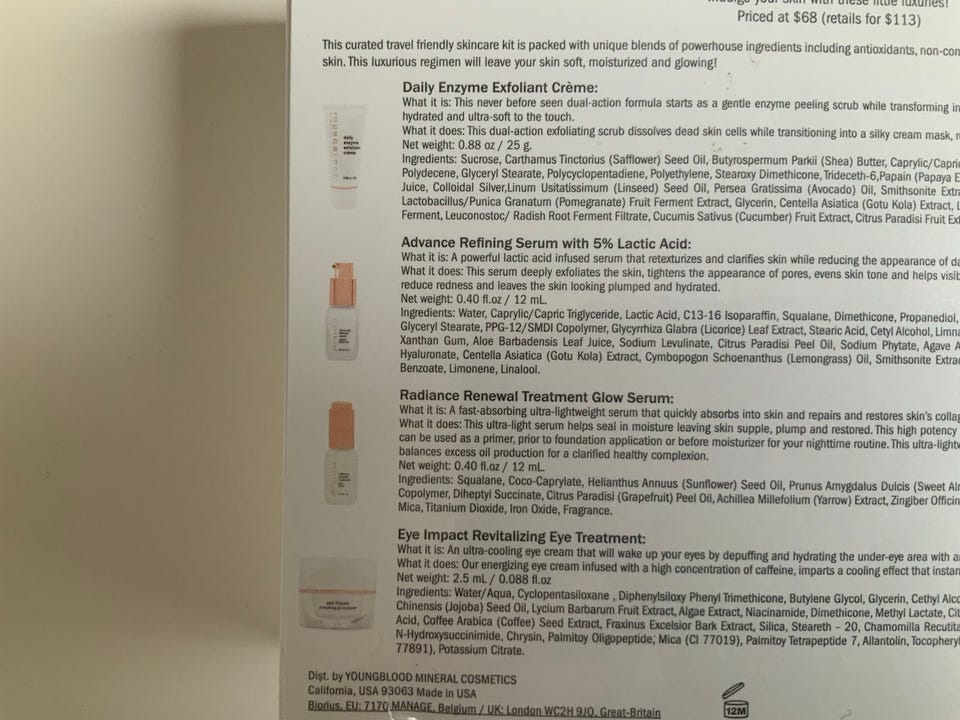 Indulge your skin with these little luxuries!
Priced at $68 (retails for $113)
This curated travel friendly skincare kit is packed with unique blends of powerhouse ingredients including antioxidants, non-con
skin. This luxurious regimen will leave your skin soft, moisturized and glowing!
Daily Enzyme Exfoliant Crème:
What it is: This never before seen dual-action formula starts as a gentle enzyme peeling scrub while transforming in
hydrated and ultra-soft to the touch.
What it does: This dual-action exfoliating scrub dissolves dead skin cells while transitioning into a silky cream mask, r
Net weight: 0.88 oz / 25 g.
Ingredients: Sucrose, Carthamus Tinctorius (Safflower) Seed Oil, Butyrospermum Parkii (Shea) Butter, Caprylic/Capri
Polydecene, Glyceryl Stearate, Polycyclopentadiene, Polyethylene, Stearoxy Dimethicone, Trideceth-6,Papain (Papaya E
Juice, Colloidal Silver,Linum Usitatissimum (Linseed) Seed Oil, Persea Gratissima (Avocado) Oil, Smithsonite Extra
Lactobacillus/Punica Granatum (Pomegranate) Fruit Ferment Extract, Glycerin, Centella Asiatica (Gotu Kola) Extract, L
Ferment, Leuconostoc/ Radish Root Ferment Filtrate, Cucumis Sativus (Cucumber) Fruit Extract, Citrus Paradisi Fruit Ext
YOUNGBLOOD
daily
enzyme
exfoliant
crème
Advance Refining Serum with 5% Lactic Acid:
What it is: A powerful lactic acid infused serum that retexturizes and clarifies skin while reducing the appearance of da
What it does: This serum deeply exfoliates the skin, tightens the appearance of pores, evens skin tone and helps visib
reduce redness and leaves the skin looking plumped and hydrated.
Net weight: 0.40 fl.oz / 12 mL.
Ingredients: Water, Caprylic/Capric Triglyceride, Lactic Acid, C13-16 Isoparaffin, Squalane, Dimethicone, Propanediol,
Glyceryl Stearate, PPG-12/SMDI Copolymer, Glycyrrhiza Glabra (Licorice) Leaf Extract, Stearic Acid, Cetyl Alcohol, Limna
Xanthan Gum, Aloe Barbadensis Leaf Juice, Sodium Levulinate, Citrus Paradisi Peel Oil, Sodium Phytate, Agave A
Hyaluronate, Centella Asiatica (Gotu Kola) Extract, Cymbopogon Schoenanthus (Lemongrass) Oil, Smithsonite Extra
Benzoate, Limonene, Linalool.
Radiance Renewal Treatment Glow Serum:
What it is: A fast-absorbing ultra-lightweight serum that quickly absorbs into skin and repairs and restores skin's collag
What it does: This ultra-light serum helps seal in moisture leaving skin supple, plump and restored. This high potency
can be used as a primer, prior to foundation application or before moisturizer for your nighttime routine. This ultra-lightw
balances excess oil production for a clarified healthy complexion.
Net weight: 0.40 fl.oz / 12 mL.
Ingredients: Squalane, Coco-Caprylate, Helianthus Annuus (Sunflower) Seed Oil, Prunus Amygdalus Dulcis (Sweet Alm
Copolymer, Diheptyl Succinate, Citrus Paradisi (Grapefruit) Peel Oil, Achillea Millefolium (Yarrow) Extract, Zingiber Officin
Mica, Titanium Dioxide, Iron Oxide, Fragrance.
Eye Impact Revitalizing Eye Treatment:
What it is: An ultra-cooling eye cream that will wake up your eyes by depuffing and hydrating the under-eye area with a
What it does: Our energizing eye cream infused with a high concentration of caffeine, imparts a cooling effect that instan
Net weight: 2.5 mL / 0.088 fl.oz
Ingredients: Water/Aqua, Cyclopentasiloxane , Diphenylsiloxy Phenyl Trimethicone, Butylene Glycol, Glycerin, Cethyl Alco
Chinensis (Jojoba) Seed Oil, Lycium Barbarum Fruit Extract, Algae Extract, Niacinamide, Dimethicone, Methyl Lactate, Cit
Acid, Coffee Arabica (Coffee) Seed Extract, Fraxinus Excelsior Bark Extract, Silica, Steareth - 20, Chamomilla Recutita
N-Hydroxysuccinimide, Chrysin, Palmitoy Oligopeptide, Mica (CI 77019), Palmitoy Tetrapeptide 7, Allantolin, Tocophery
77891), Potassium Citrate.
eye impact
Dist. by YOUNGBLOOD MINERAL COSMETICS
California, USA 93063 Made in USA
Biorius, EU: 7170 MANAGE, Belgium / UK: London WC2H 9JQ, Great-Britain
12M